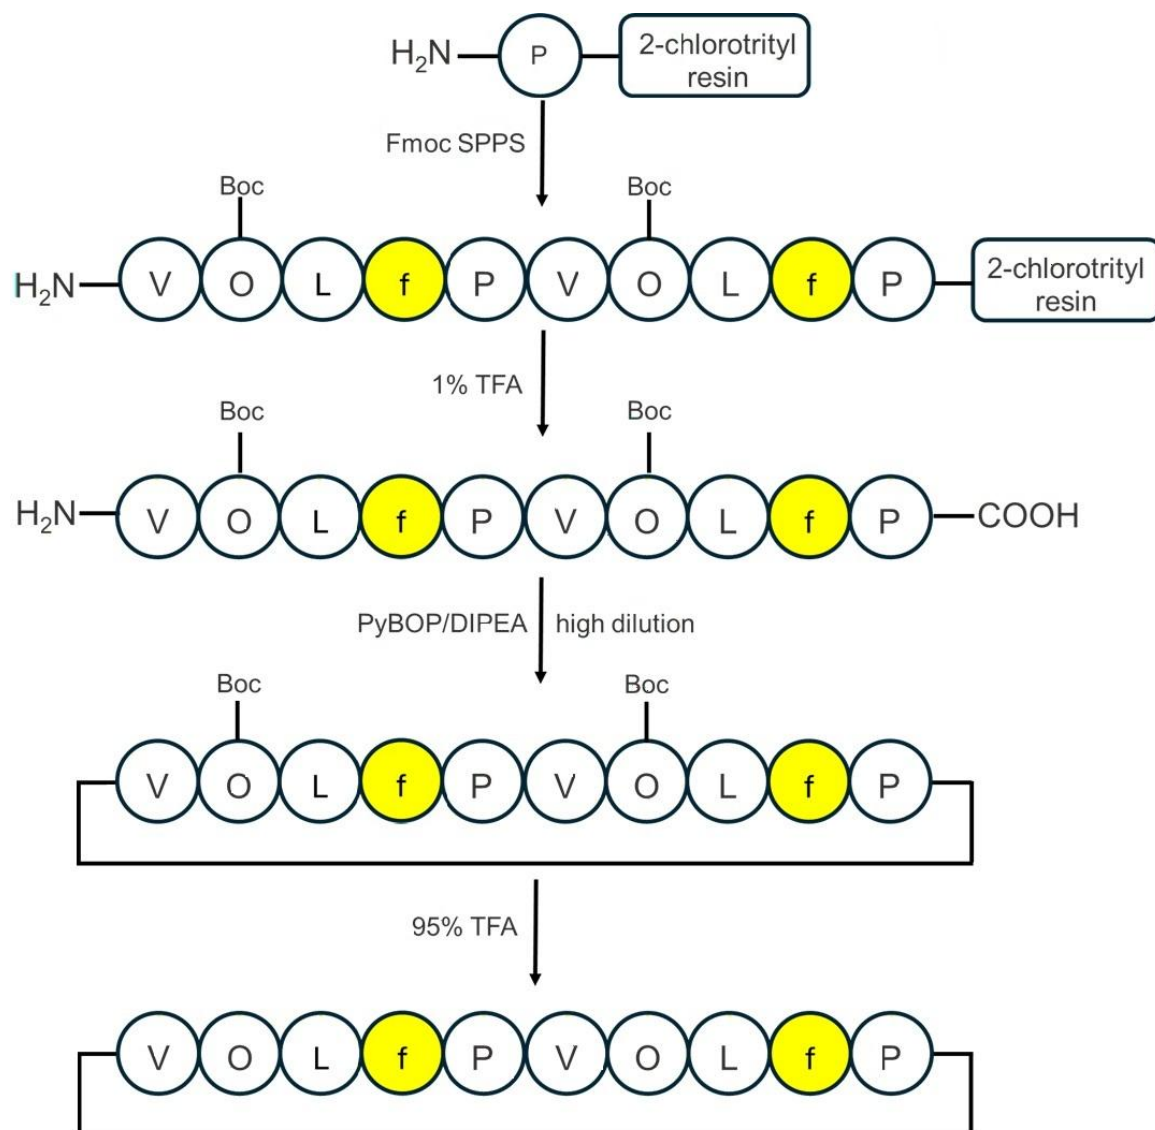 H₂N P 2-chlorotrityl
resin
Fmoc SPPS
Boc Boc
H₂N V O L f P V O L f P 2-chlorotrityl
resin
1% TFA
Boc Boc
H₂N V O L f P V O L f P COOH
PyBOP/DIPEA high dilution
Boc Boc
V O L f P V O L f P
95% TFA
V O L f P V O L f P